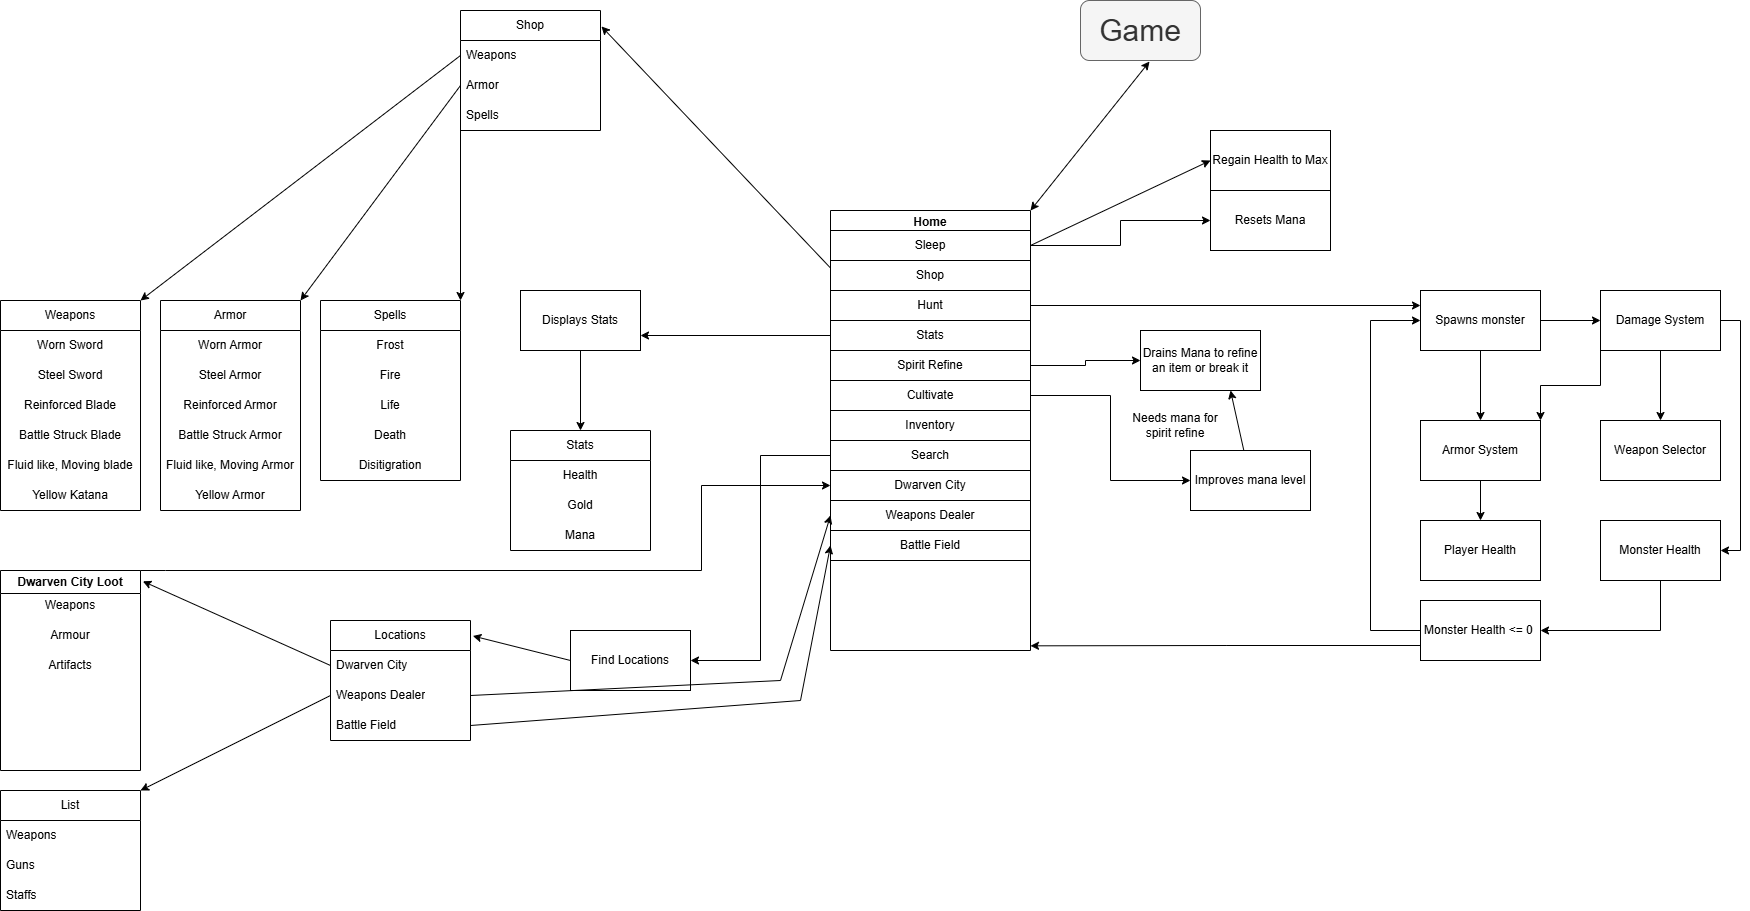 Game
Shop
Weapons
Armor
Spells
Regain Health to Max
Resets Mana
Home
Sleep
Shop
Hunt
Stats
Spirit Refine
Cultivate
Inventory
Search
Dwarven City
Weapons Dealer
Battle Field
Weapons
Worn Sword
Steel Sword
Reinforced Blade
Battle Struck Blade
Fluid like, Moving blade
Yellow Katana
Armor
Worn Armor
Steel Armor
Reinforced Armor
Battle Struck Armor
Fluid like, Moving Armor
Yellow Armor
Spells
Frost
Fire
Life
Death
Disitigration
Displays Stats
Stats
Health
Gold
Mana
Drains Mana to refine
an item or break it
Needs mana for
spirit refine
Improves mana level
Spawns monster
Damage System
Armor System
Weapon Selector
Player Health
Monster Health
Monster Health <= 0
Dwarven City Loot
Weapons
Armour
Artifacts
Locations
Dwarven City
Weapons Dealer
Battle Field
Find Locations
List
Weapons
Guns
Staffs